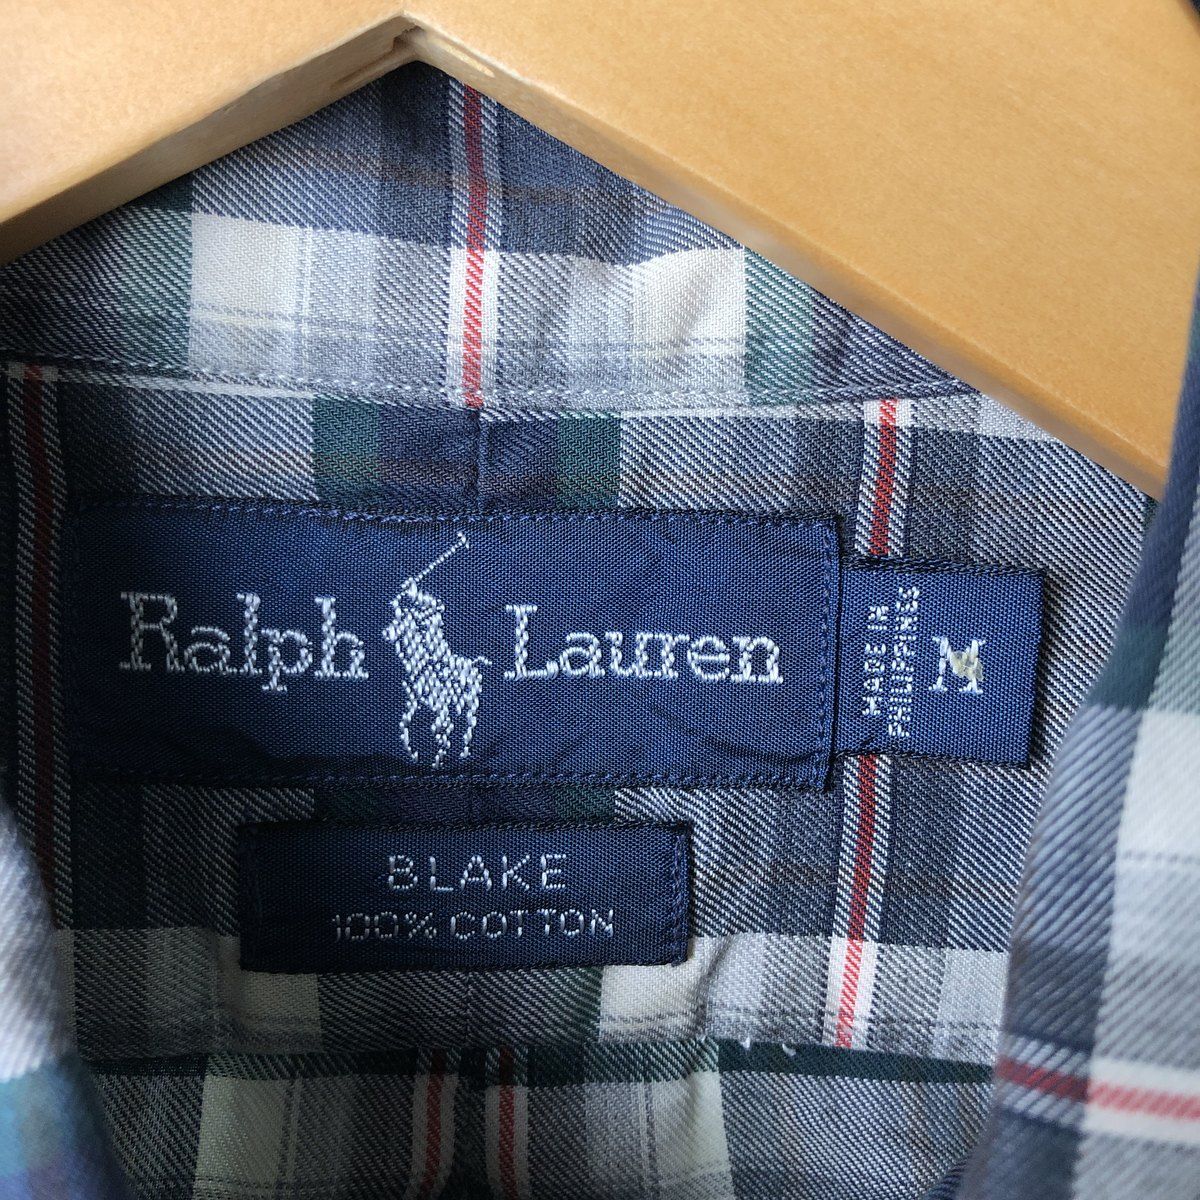 Ralph Lauren
MADE IN
PHILIPPINES
M
BLAKE
100% COTTON